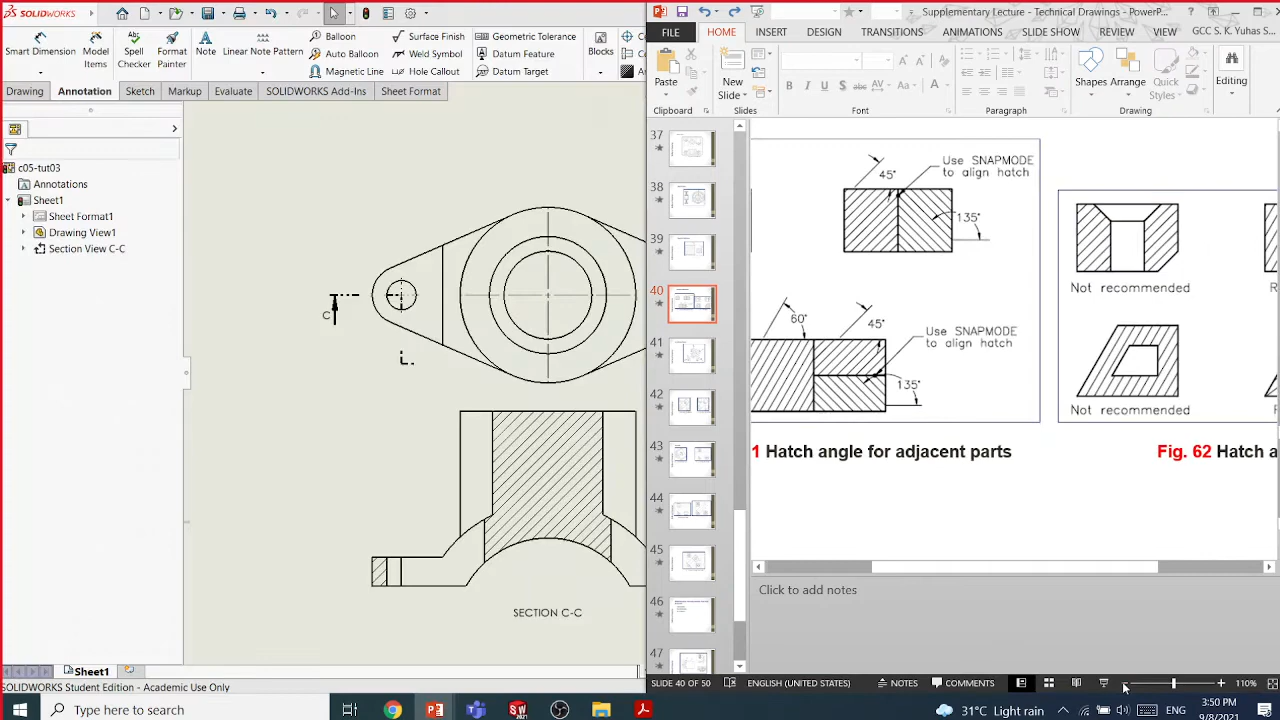 SOLIDWORKS
Smart Dimension
Model Items
Spell Checker
Format Painter
Note
Linear Note Pattern
Balloon
Auto Balloon
Magnetic Line
Surface Finish
Weld Symbol
Hole Callout
Geometric Tolerance
Datum Feature
Datum Target
Blocks
Drawing
Annotation
Sketch
Markup
Evaluate
SOLIDWORKS Add-Ins
Sheet Format
c05-tut03
Annotations
Sheet1
Sheet Format1
Drawing View1
Section View C-C
C
SECTION C-C
Sheet1
SOLIDWORKS Student Edition - Academic Use Only
Supplementary Lecture - Technical Drawings - PowerP...
FILE
HOME
INSERT
DESIGN
TRANSITIONS
ANIMATIONS
SLIDE SHOW
REVIEW
VIEW
GCC S. K. Yuhas S...
Paste
New Slide
Shapes
Arrange
Quick Styles
Editing
B I U S abc AV Aa A
Clipboard
Slides
Font
Paragraph
Drawing
37
38
39
40
41
42
43
44
45
46
47
45°
Use SNAPMODE
to align hatch
135°
60°
45°
Use SNAPMODE
to align hatch
135°
Not recommended
Not recommended
1 Hatch angle for adjacent parts
Fig. 62 Hatch a
Click to add notes
SLIDE 40 OF 50
ENGLISH (UNITED STATES)
NOTES
COMMENTS
110%
Type here to search
31°C Light rain
ENG
3:50 PM